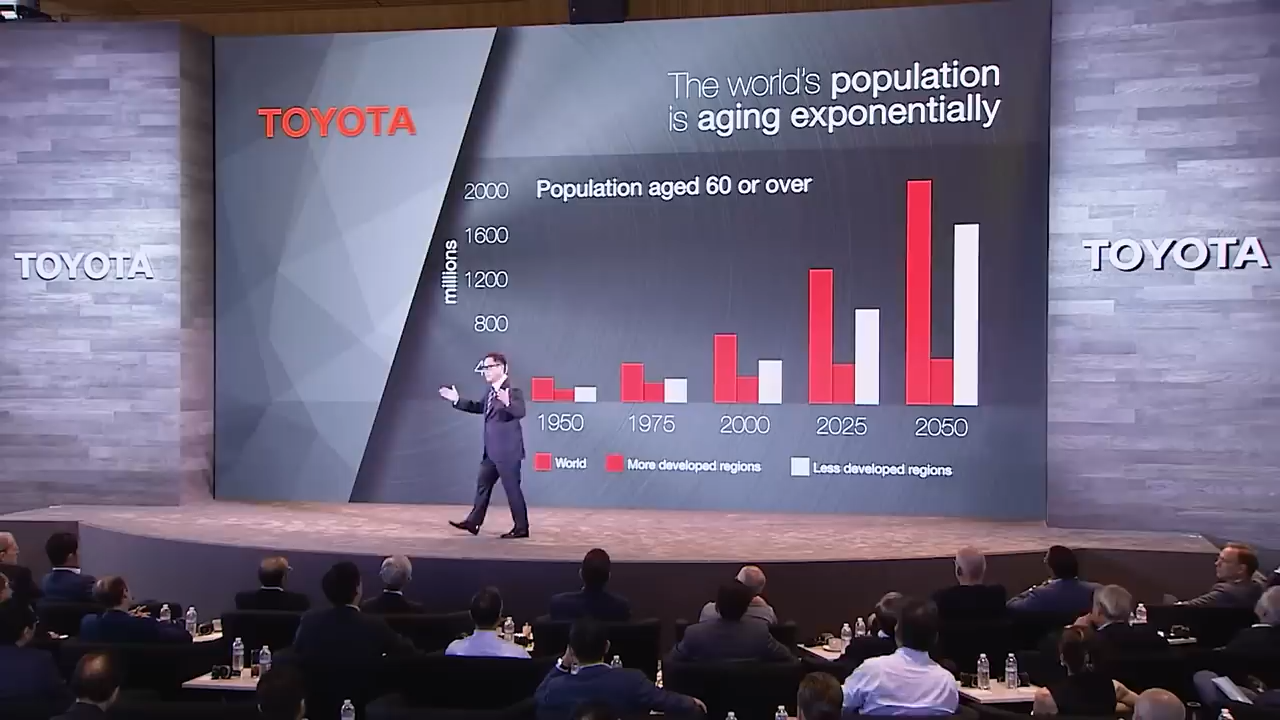 The world's population
is aging exponentially
TOYOTA
2000
Population aged 60 or over
1600
millions
1200
800
4
1950 1975 2000 2025 2050
World More developed regions Less developed regions
TOYOTA
TOYOTA